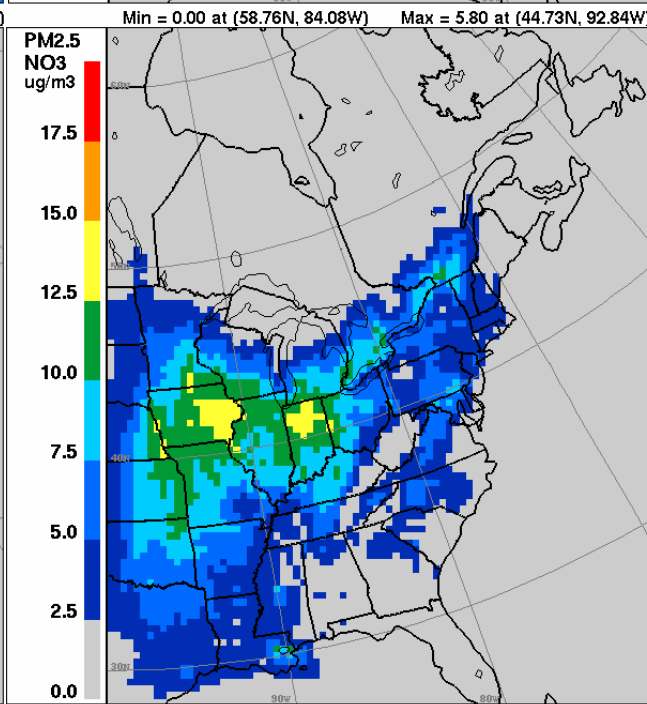 Min = 0.00 at (58.76N, 84.08W) Max = 5.80 at (44.73N, 92.84W)
PM2.5
NO3
ug/m3
17.5
15.0
12.5
10.0
7.5
5.0
2.5
0.0
60N
50N
40N
30N
90W
80W